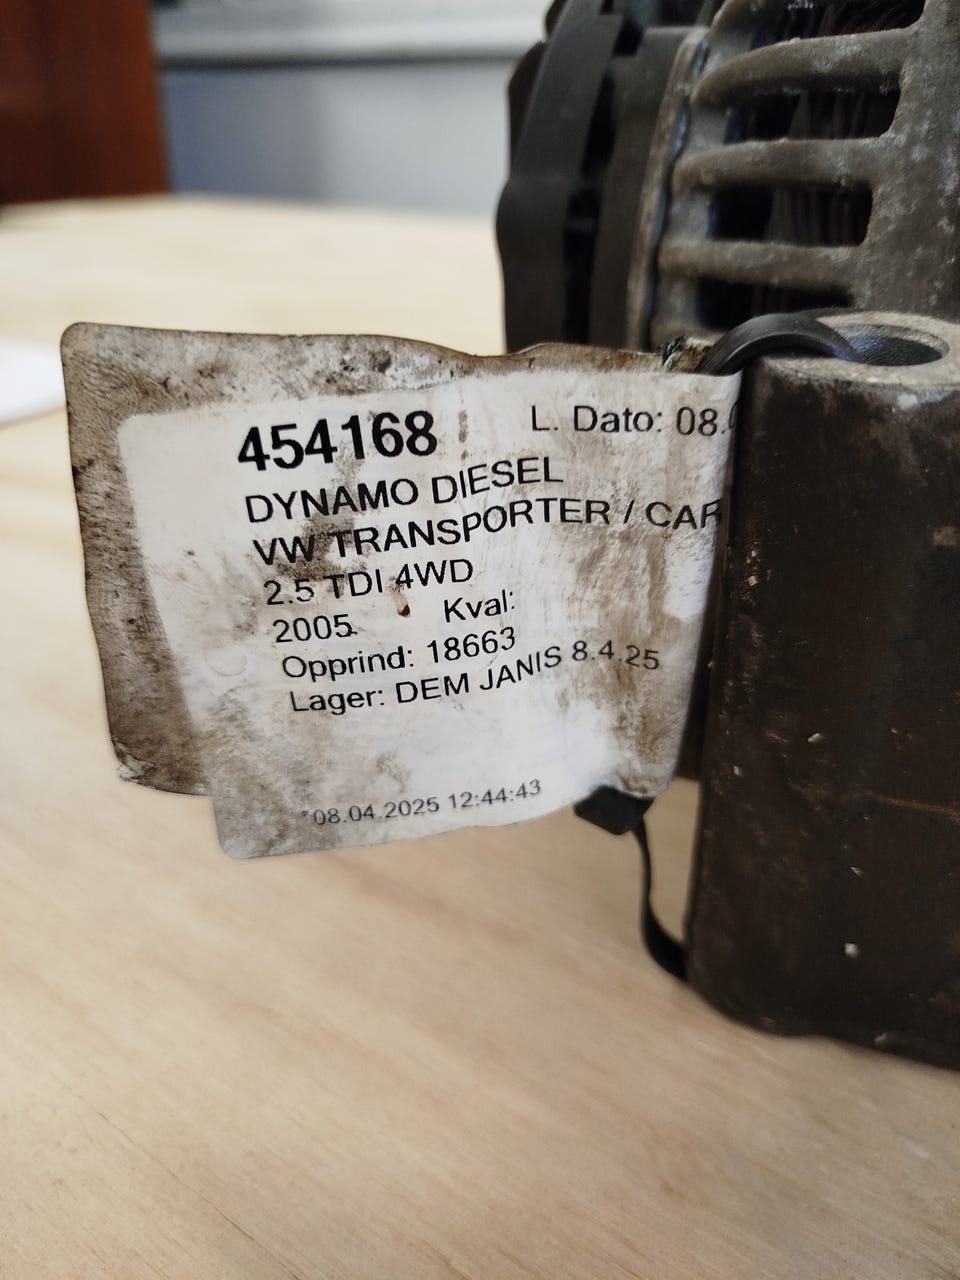 454168 L. Dato: 08.
DYNAMO DIESEL
VW TRANSPORTER / CAR
2.5 TDI 4WD
2005 Kval:
Opprind: 18663
Lager: DEM JANIS 8.4.25
08.04.2025 12:44:43